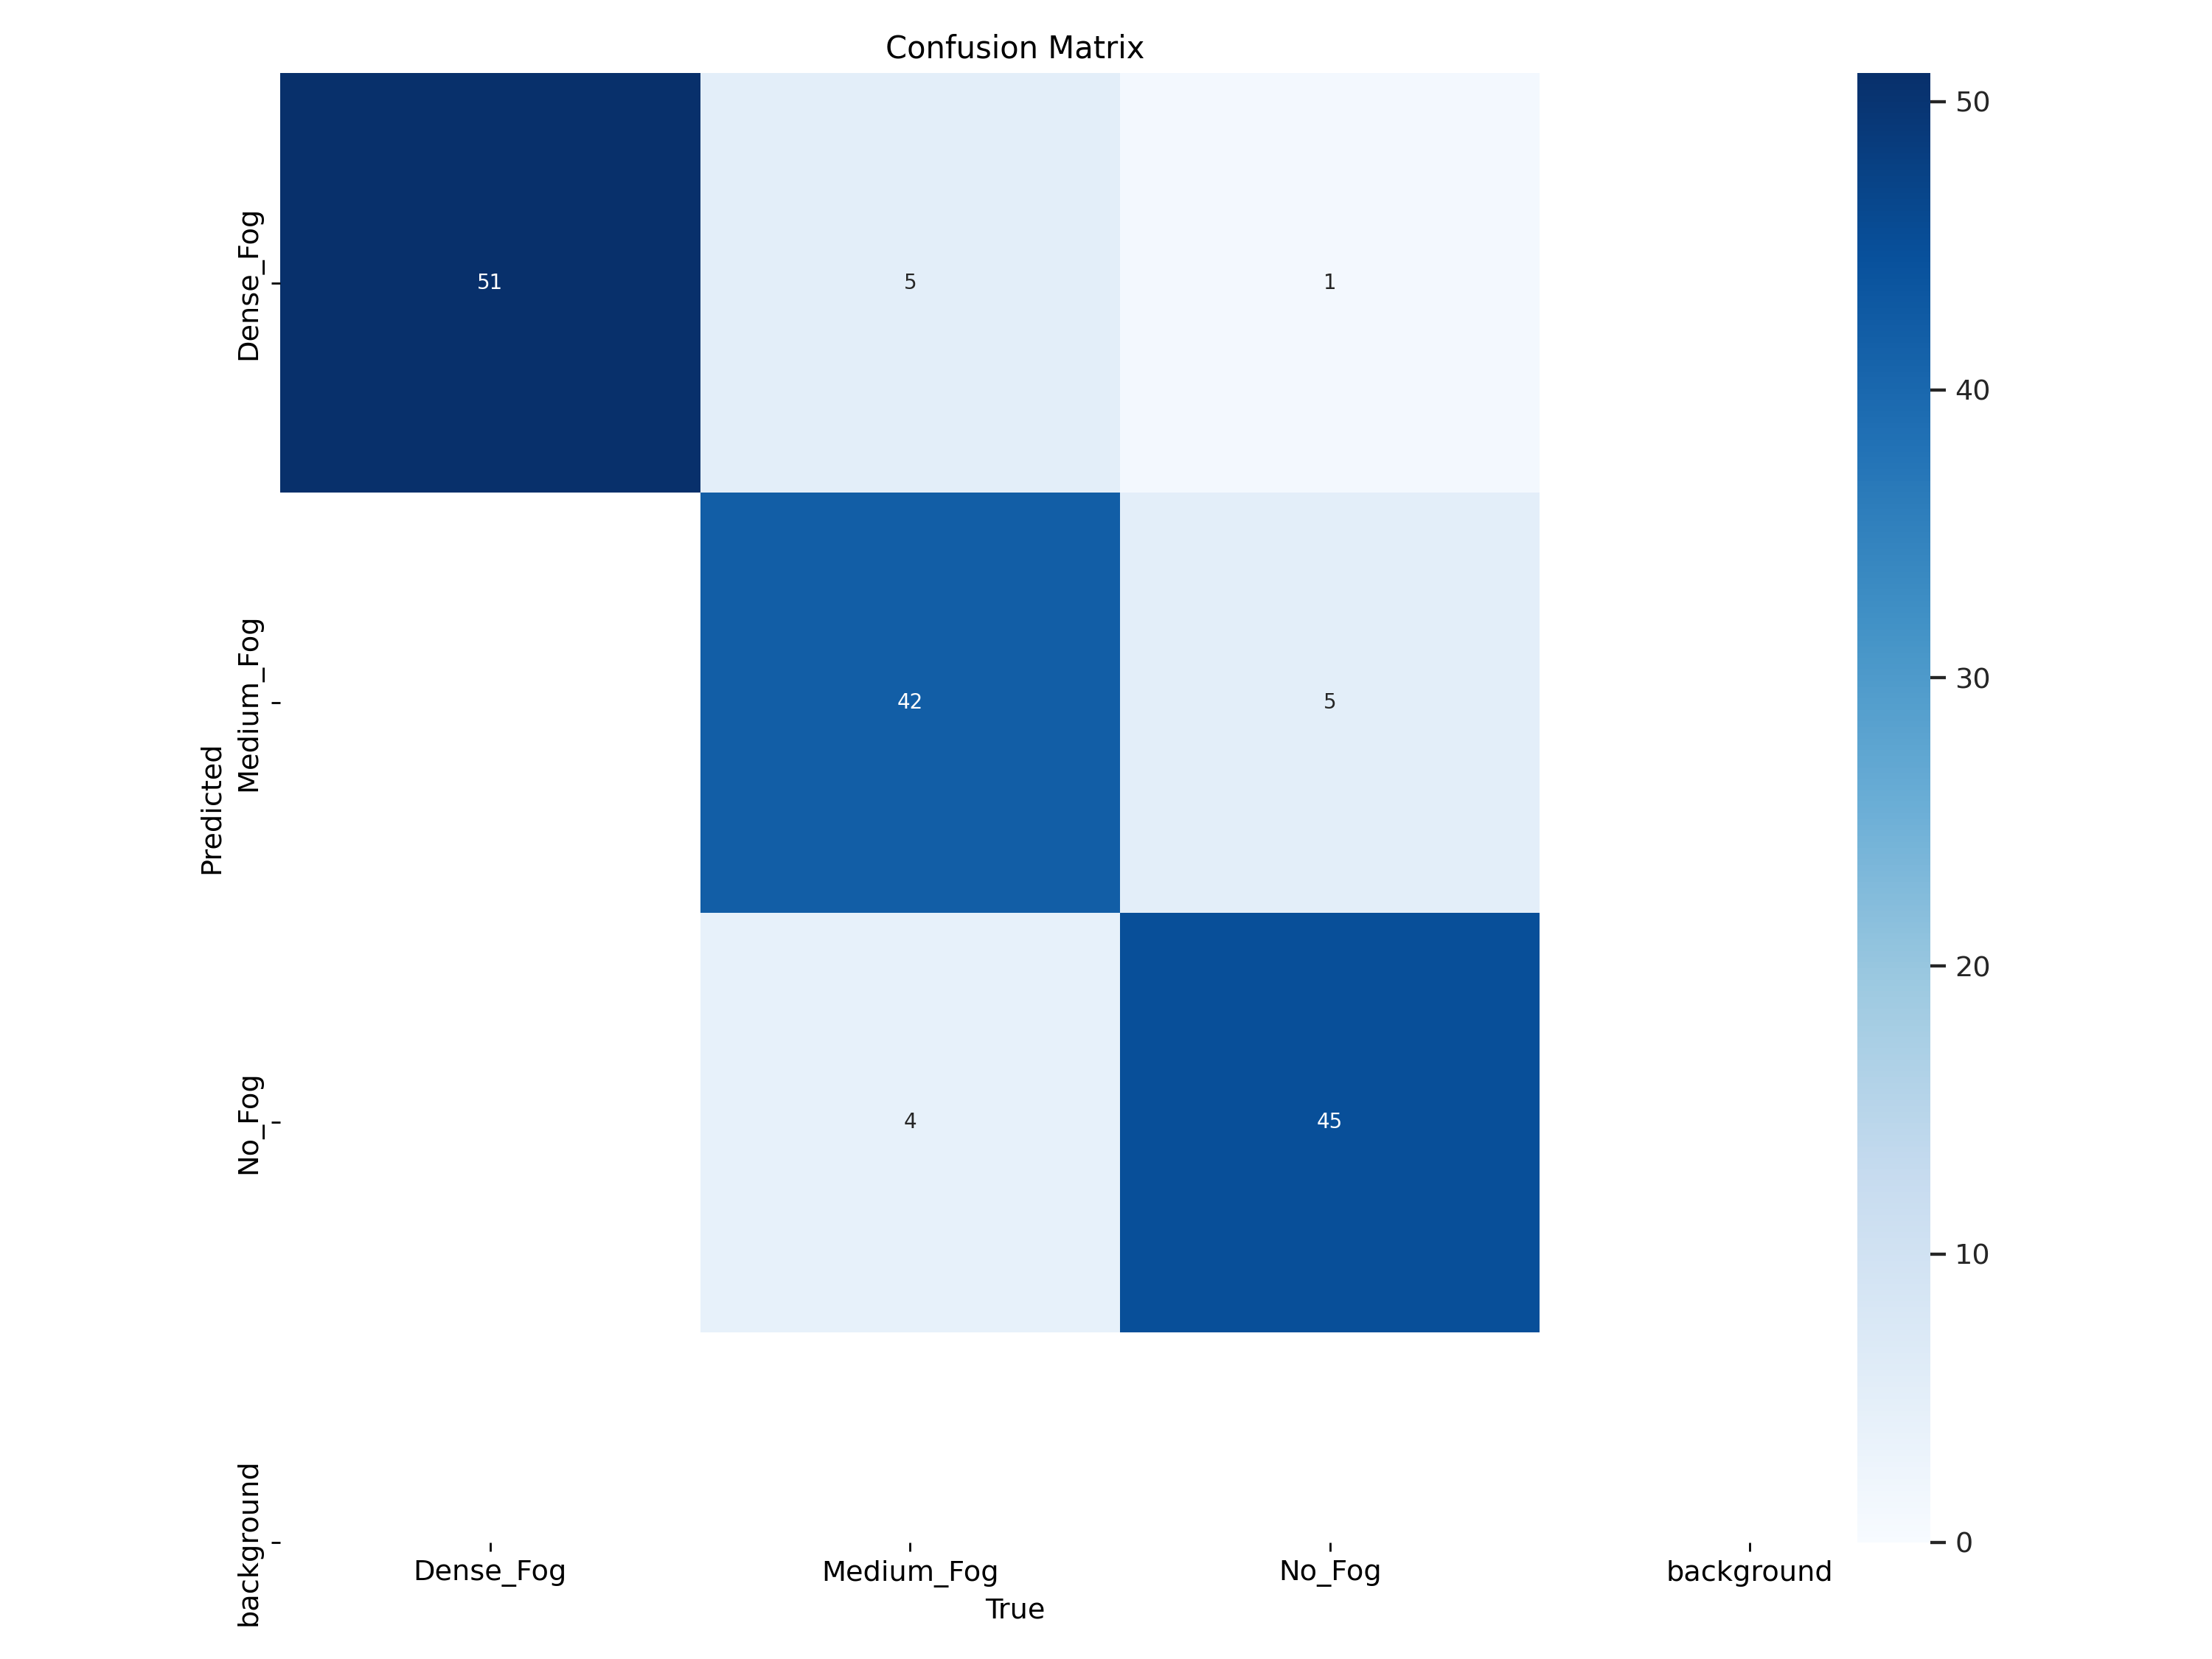 Confusion Matrix
Dense_Fog
51
5
1
50
40
30
20
10
0
Medium_Fog
42
5
Predicted
No_Fog
4
45
background
Dense_Fog
Medium_Fog
No_Fog
background
True